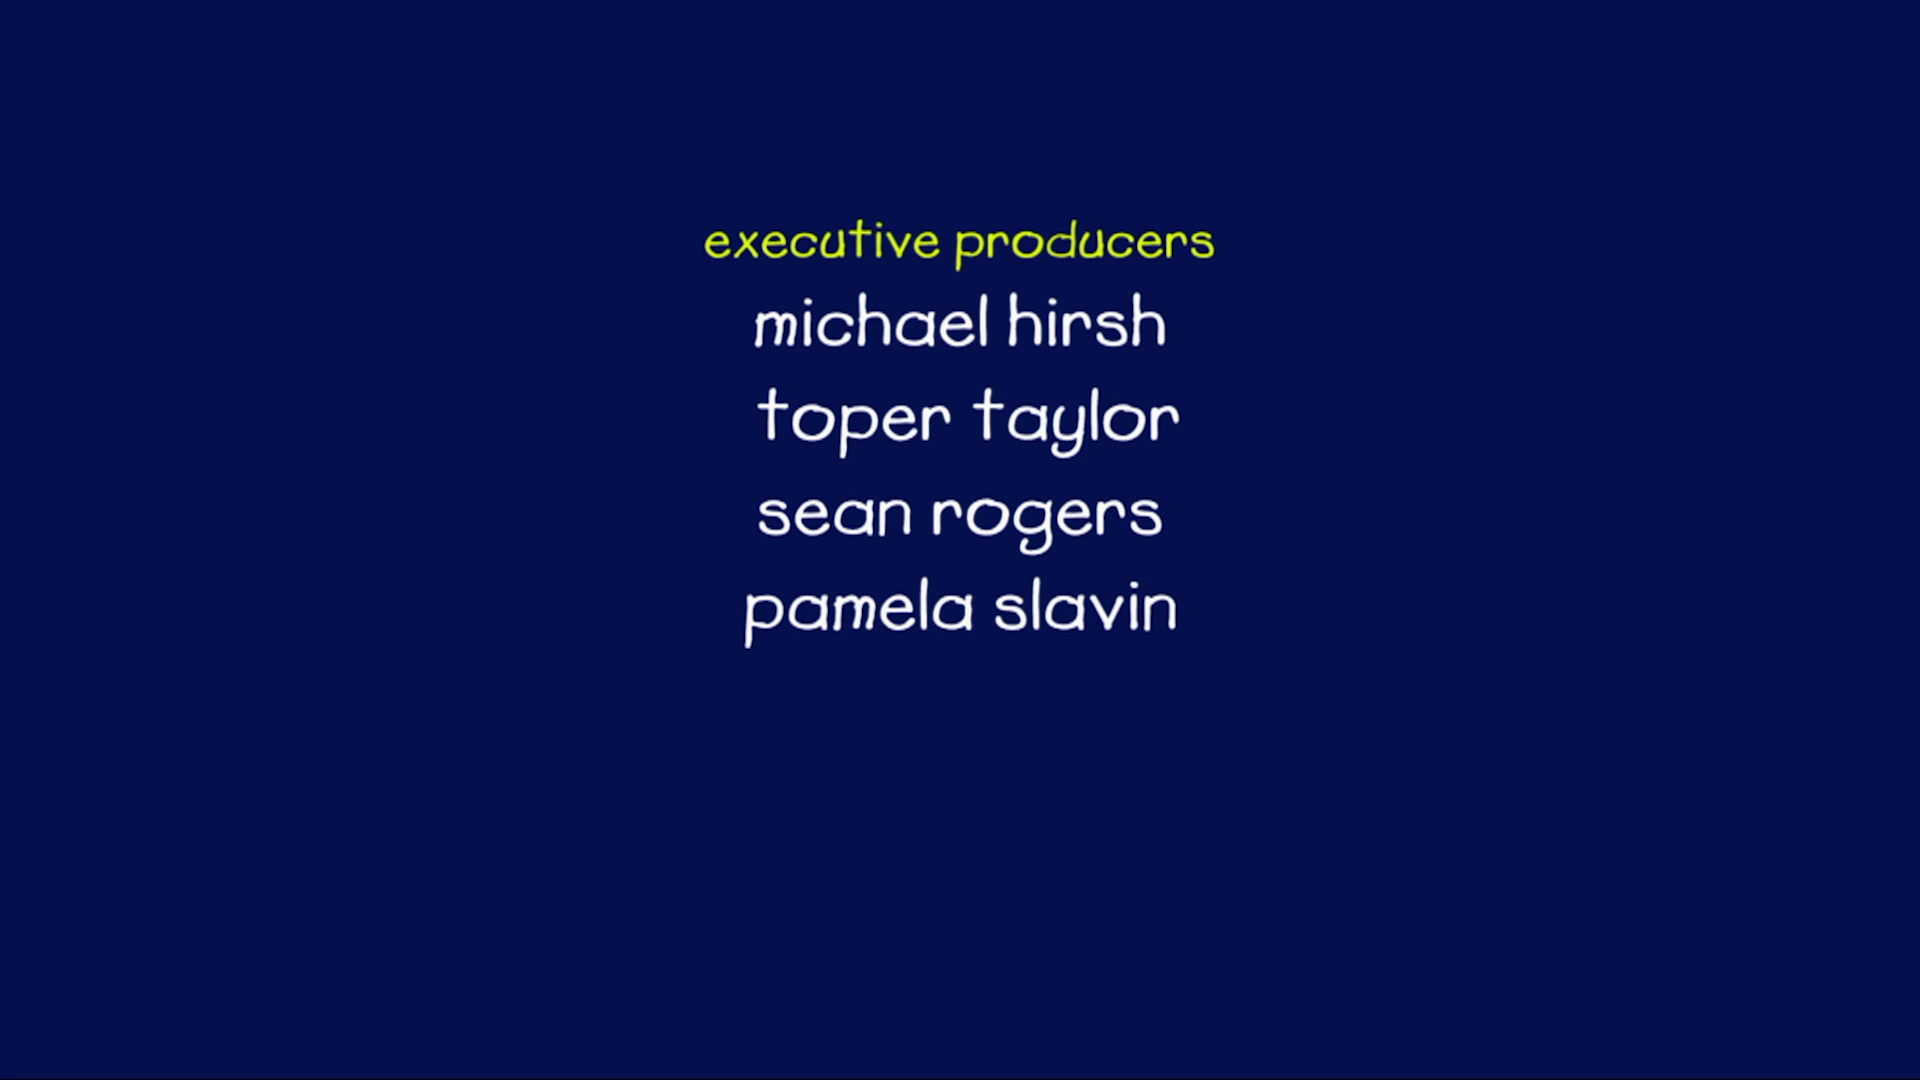 executive producers
michael hirsh
toper taylor
sean rogers
pamela slavin